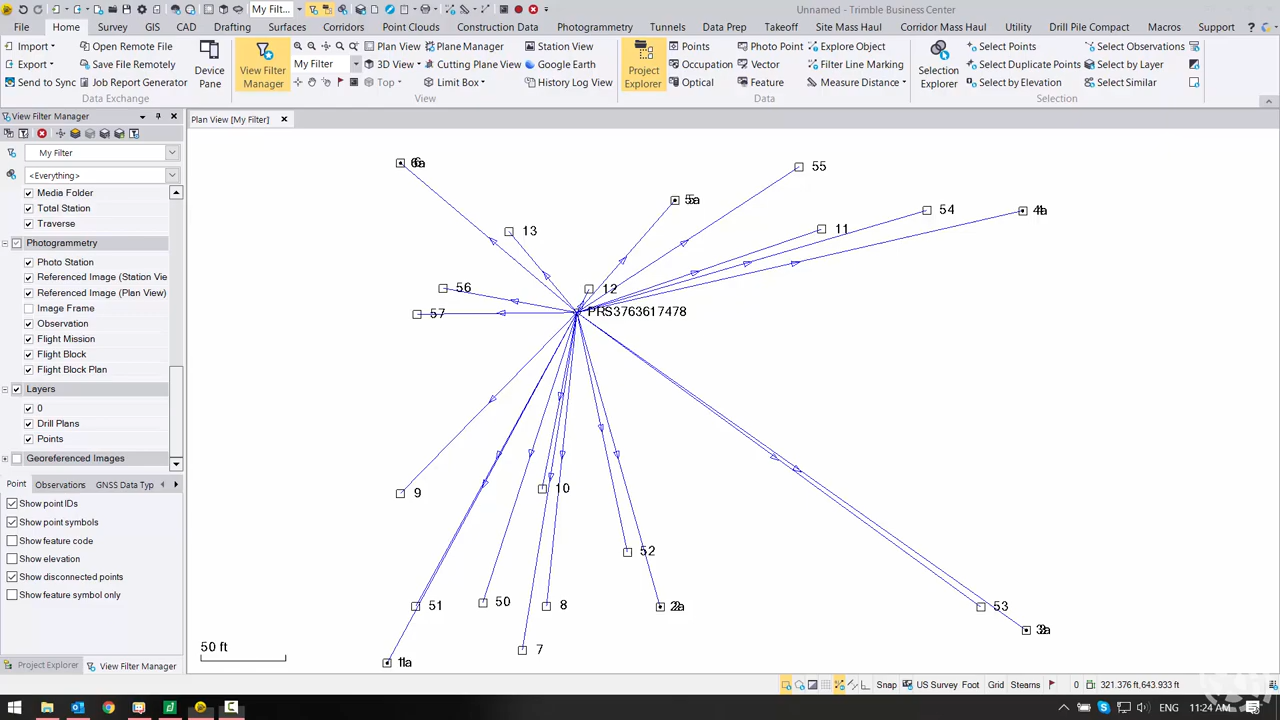 My Filt...
Unnamed - Trimble Business Center
File Home Survey GIS CAD Drafting Surfaces Corridors Point Clouds Construction Data Photogrammetry Tunnels Data Prep Takeoff Site Mass Haul Corridor Mass Haul Utility Drill Pile Compact Macros Support
Import Open Remote File Plan View Plane Manager Station View Points Photo Point Explore Object Select Points Select Observations
Export Save File Remotely My Filter 3D View Cutting Plane View Google Earth Occupation Vector Filter Line Marking Select Duplicate Points Select by Layer
Send to Sync Job Report Generator Device Pane View Filter Manager Top Limit Box History Log View Project Explorer Optical Feature Measure Distance Selection Explorer Select by Elevation Select Similar
Data Exchange View Data Selection
View Filter Manager
Plan View [My Filter]
My Filter
<Everything>
Media Folder
Total Station
Traverse
Photogrammetry
Photo Station
Referenced Image (Station Vie
Referenced Image (Plan View)
Image Frame
Observation
Flight Mission
Flight Block
Flight Block Plan
Layers
0
Drill Plans
Points
Georeferenced Images
Point Observations GNSS Data Typ
Show point IDs
Show point symbols
Show feature code
Show elevation
Show disconnected points
Show feature symbol only
Project Explorer View Filter Manager
55
13
11
54
56
12
57
PRS3763617478
9
10
52
51
50
8
53
7
50 ft
Snap US Survey Foot Grid Stearns 0 321.376 ft,643.933 ft
ENG 11:24 AM